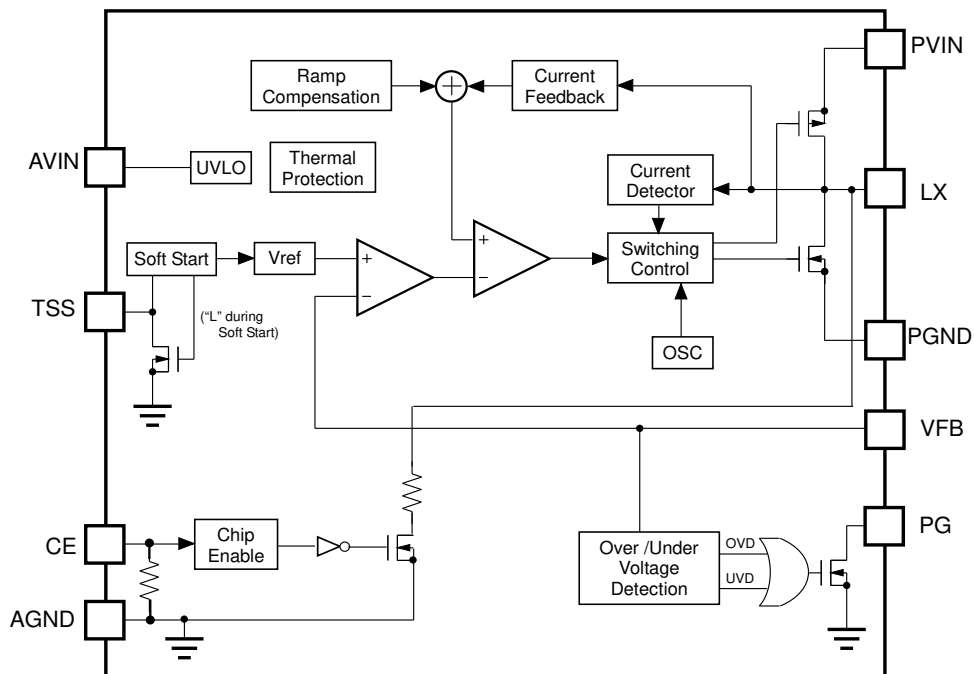 PVIN
Ramp
Compensation
+
Current
Feedback
AVIN
UVLO
Thermal
Protection
Current
Detector
LX
Soft Start
Vref
+
−
+
−
Switching
Control
TSS
("L" during
Soft Start)
OSC
PGND
VFB
CE
Chip
Enable
Over /Under
Voltage
Detection
OVD
UVD
PG
AGND